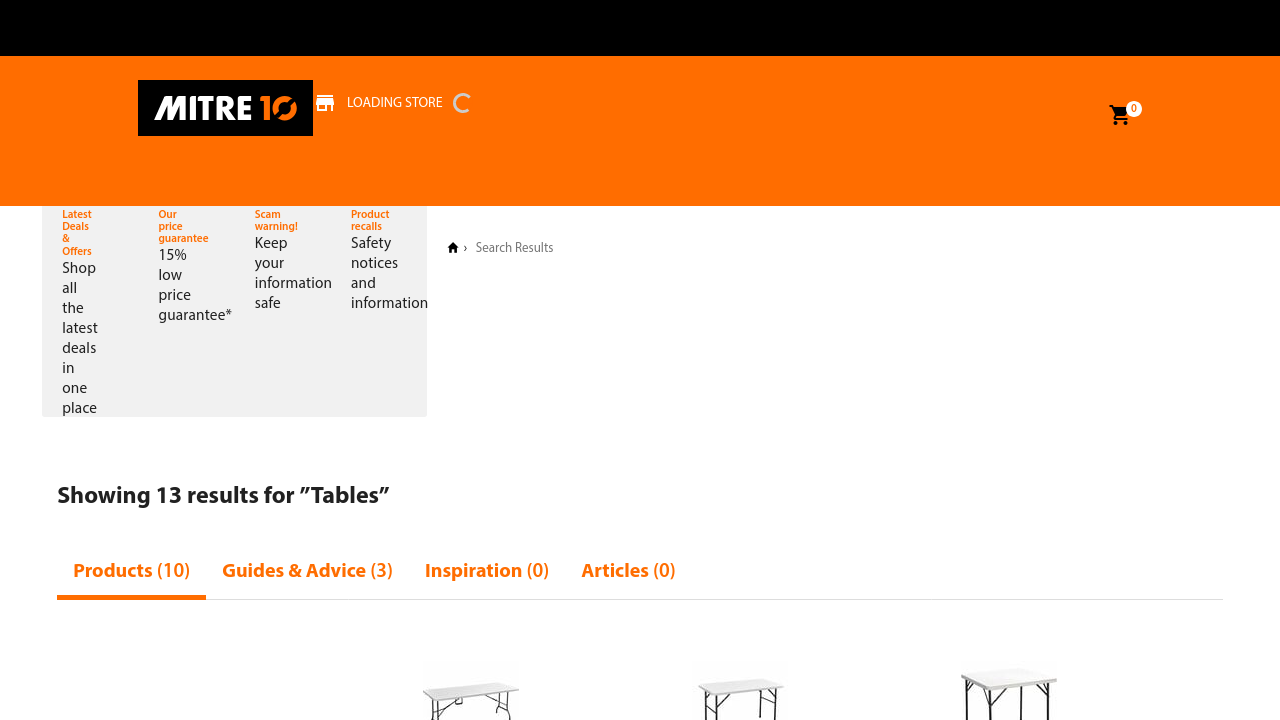 MITRE 10
LOADING STORE
0
Latest
Deals
&
Offers
Shop
all
the
latest
deals
in
one
place
Our
price
guarantee
15%
low
price
guarantee*
Scam
warning!
Keep
your
information
safe
Product
recalls
Safety
notices
and
information
› Search Results
Showing 13 results for ”Tables”
Products (10)
Guides & Advice (3)
Inspiration (0)
Articles (0)